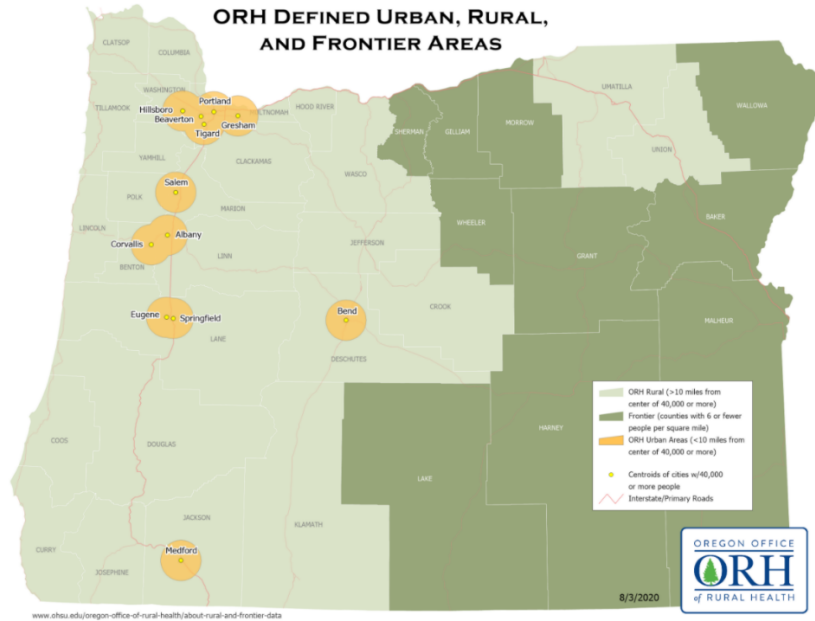 ORH DEFINED URBAN, RURAL,
AND FRONTIER AREAS
CLATSOP
COLUMBIA
WASHINGTON
TILLAMOOK
Hillsboro
Portland
Beaverton
Tigard
Gresham
LTNOMAH
HOOD RIVER
SHERMAN
GILLIAM
MORROW
UMATILLA
WALLOWA
UNION
YAMHILL
CLACKAMAS
WASCO
Salem
POLK
MARION
WHEELER
BAKER
LINCOLN
Albany
Corvallis
BENTON
LINN
JEFFERSON
GRANT
CROOK
Eugene
Springfield
LANE
Bend
DESCHUTES
MALHEUR
COOS
DOUGLAS
HARNEY
LAKE
KLAMATH
JACKSON
CURRY
JOSEPHINE
Medford
ORH Rural (>10 miles from
center of 40,000 or more)
Frontier (counties with 6 or fewer
people per square mile)
ORH Urban Areas (<10 miles from
center of 40,000 or more)
Centroids of cities w/40,000
or more people
Interstate/Primary Roads
8/3/2020
OREGON OFFICE
ORH
of RURAL HEALTH
www.ohsu.edu/oregon-office-of-rural-health/about-rural-and-frontier-data